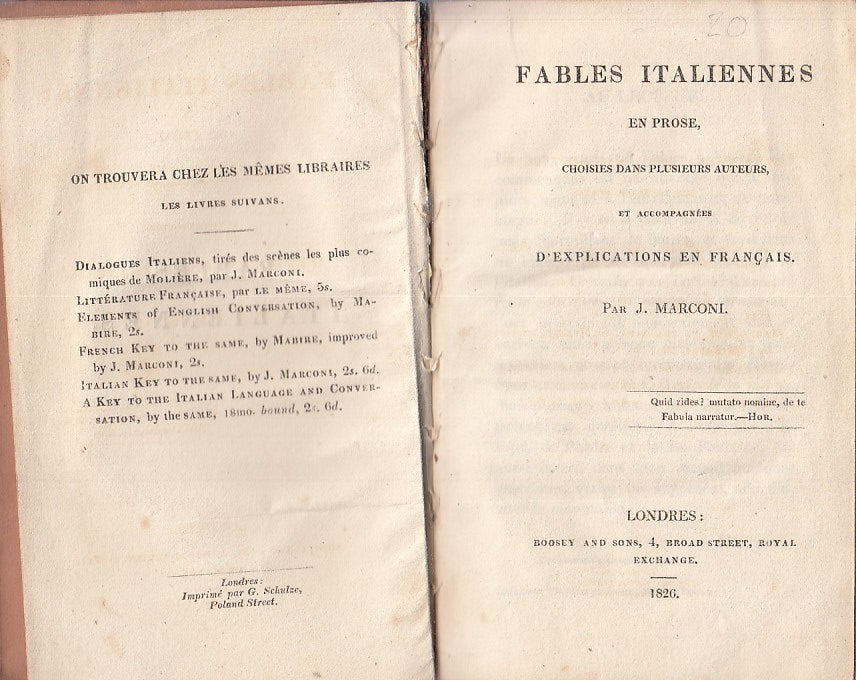 ON TROUVERA CHEZ LES MÊMES LIBRAIRES
LES LIVRES SUIVANS.
DIALOGUES ITALIENS, tirés des scènes les plus co-
miques de MOLIÈRE, par J. MARCONI.
LITTÉRATURE FRANÇAISE, par LE MÊME, 5s.
ELEMENTS of ENGLISH CONVERSATION, by MA-
BIRE, 2s.
FRENCH KEY TO THE SAME, by MABIRE, improved
by J. MARCONI, 2s.
ITALIAN KEY TO THE SAME, by J. MARCONI, 2s. 6d.
A KEY TO THE ITALIAN LANGUAGE AND CONVER-
SATION, by the SAME, 18mo. bound, 2s. 6d.
Londres:
Imprimé par G. Schulze,
Poland Street.
20
FABLES ITALIENNES
EN PROSE,
CHOISIES DANS PLUSIEURS AUTEURS,
ET ACCOMPAGNÉES
D'EXPLICATIONS EN FRANÇAIS.
PAR J. MARCONI.
Quid rides? mutato nomine, de te
Fabula narratur.—HOR.
LONDRES:
BOOSEY AND SONS, 4, BROAD STREET, ROYAL
EXCHANGE.
1826.